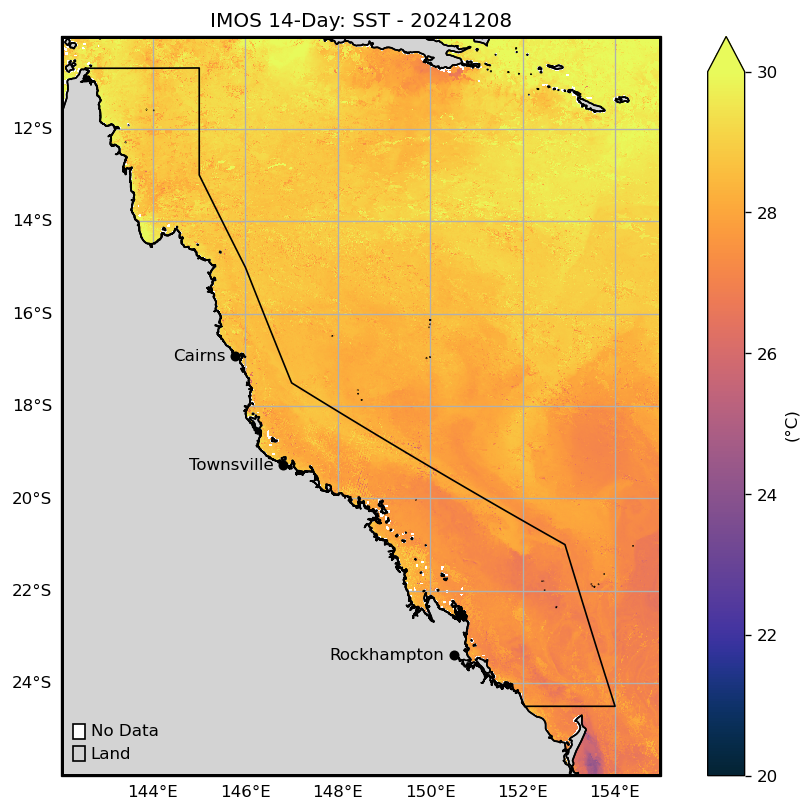 IMOS 14-Day: SST - 20241208
12°S
14°S
16°S
18°S
20°S
22°S
24°S
Cairns
Townsville
Rockhampton
No Data
Land
144°E
146°E
148°E
150°E
152°E
154°E
30
28
26
24
22
20
(°C)